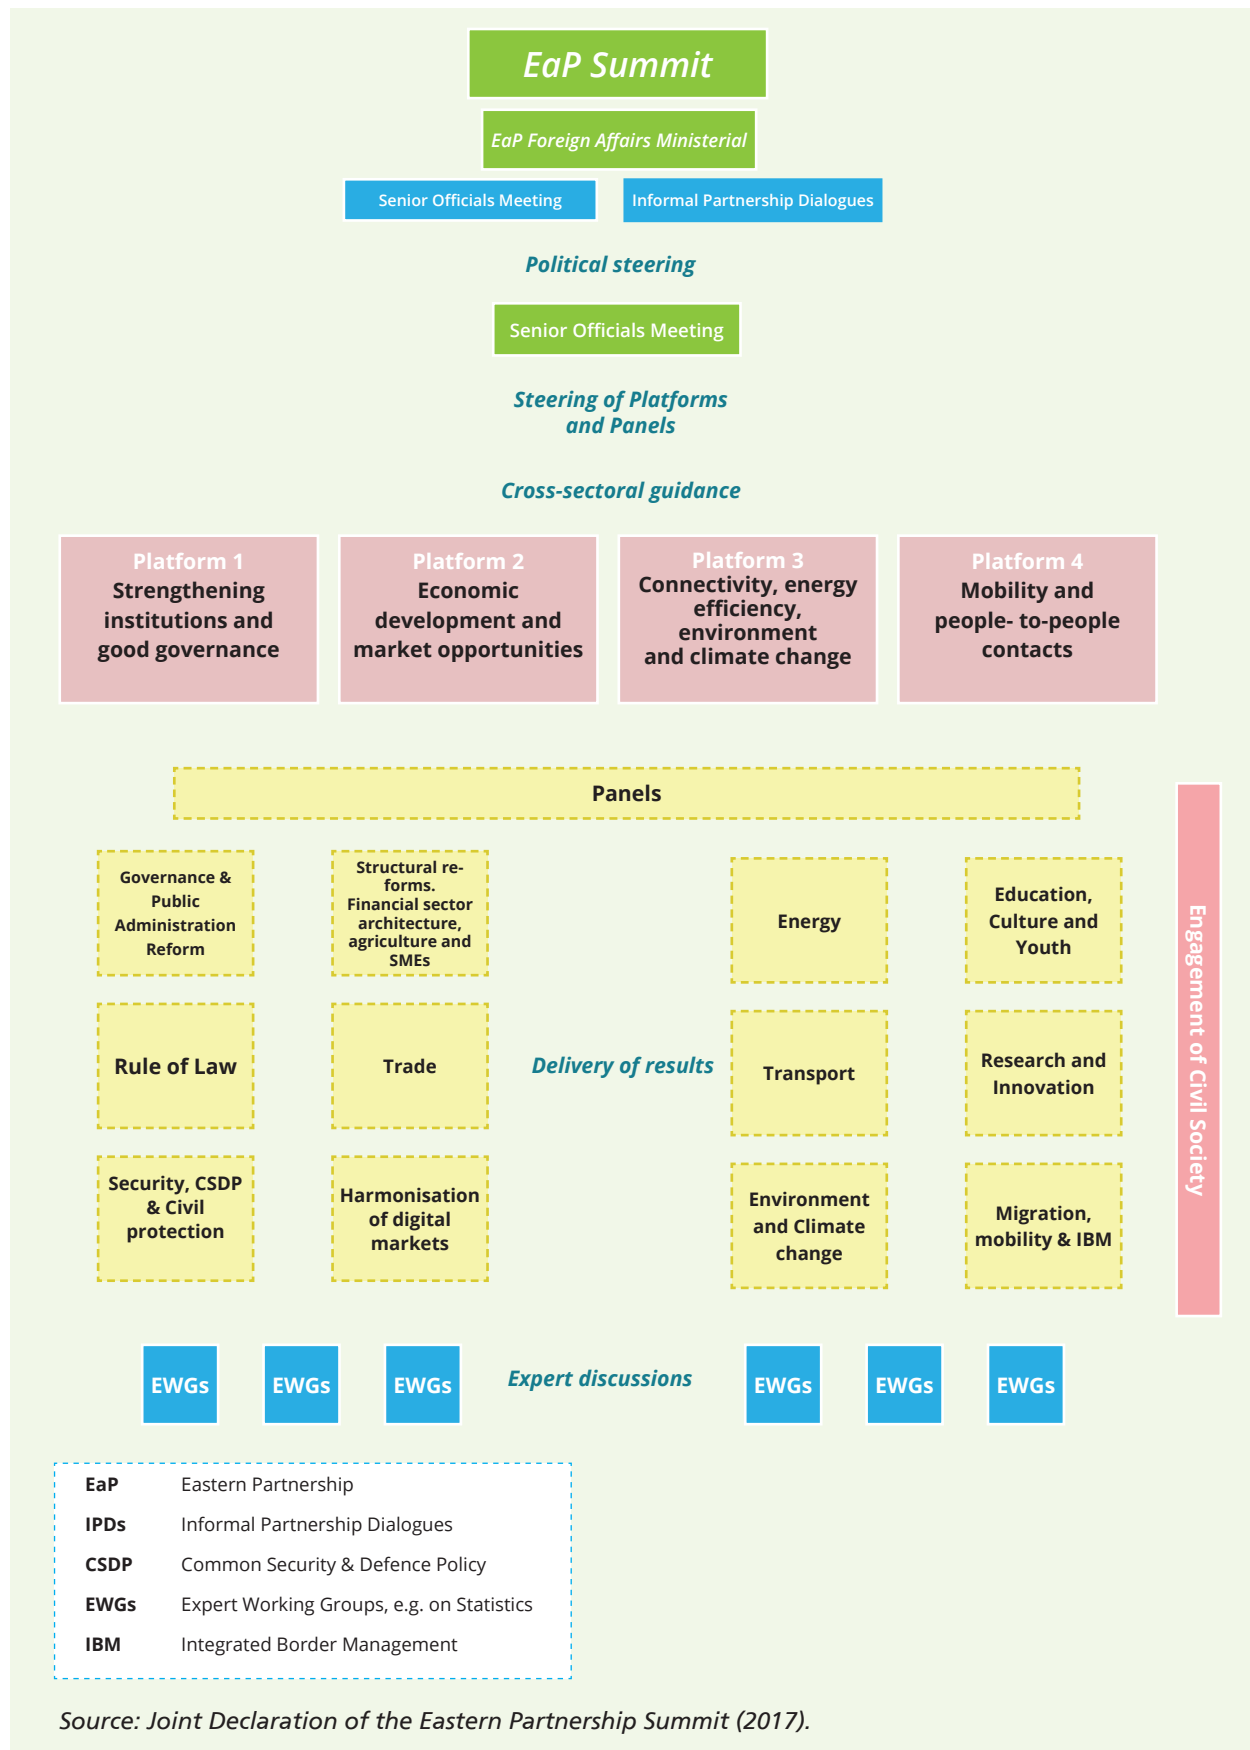 EaP Summit
EaP Foreign Affairs Ministerial
Senior Officials Meeting
Informal Partnership Dialogues
Political steering
Senior Officials Meeting
Steering of Platforms
and Panels
Cross-sectoral guidance
Platform 1
Strengthening
institutions and
good governance
Platform 2
Economic
development and
market opportunities
Platform 3
Connectivity, energy
efficiency,
environment
and climate change
Platform 4
Mobility and
people- to-people
contacts
Panels
Governance &
Public
Administration
Reform
Structural re-
forms.
Financial sector
architecture,
agriculture and
SMEs
Energy
Education,
Culture and
Youth
Rule of Law
Trade
Delivery of results
Transport
Research and
Innovation
Security, CSDP
& Civil
protection
Harmonisation
of digital
markets
Environment
and Climate
change
Migration,
mobility & IBM
Engagement of Civil Society
EWGs
EWGs
EWGs
Expert discussions
EWGs
EWGs
EWGs
EaP Eastern Partnership
IPDs Informal Partnership Dialogues
CSDP Common Security & Defence Policy
EWGs Expert Working Groups, e.g. on Statistics
IBM Integrated Border Management
Source: Joint Declaration of the Eastern Partnership Summit (2017).